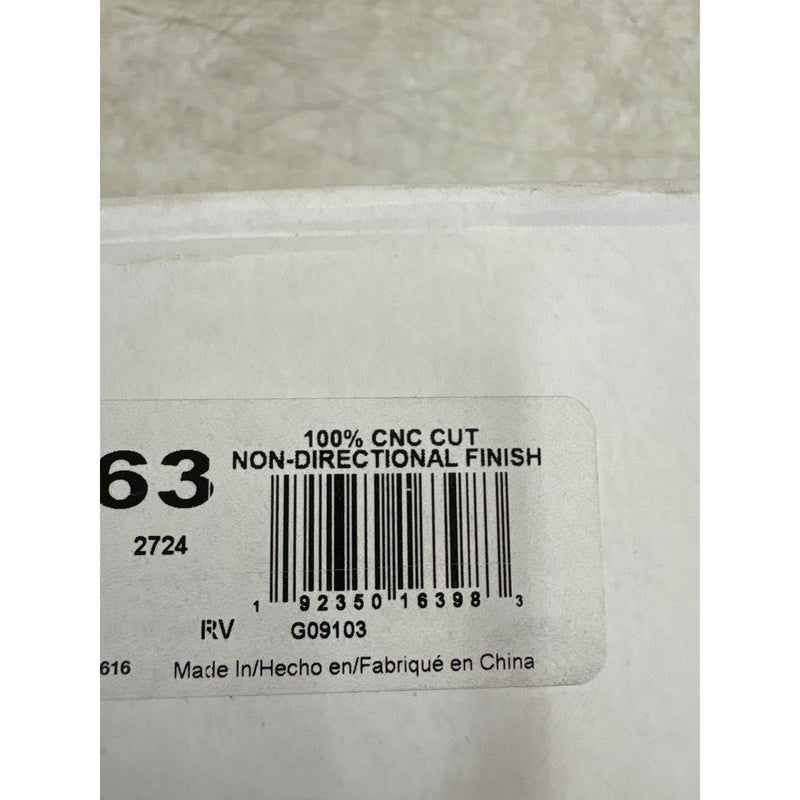 100% CNC CUT
63 NON-DIRECTIONAL FINISH
2724
1 92350 16398 3
RV G09103
616 Made In/Hecho en/Fabriqué en China